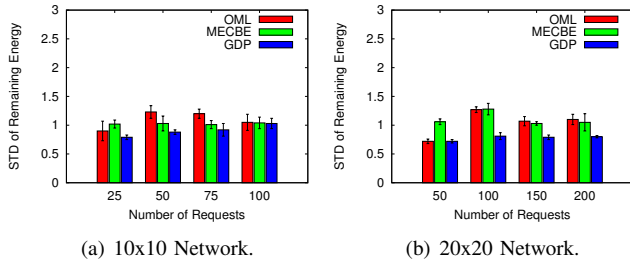 STD of Remaining Energy
3
2.5
2
1.5
1
0.5
0
OML
MECBE
GDP
25 50 75 100
Number of Requests
(a) 10x10 Network.
STD of Remaining Energy
3
2.5
2
1.5
1
0.5
0
OML
MECBE
GDP
50 100 150 200
Number of Requests
(b) 20x20 Network.